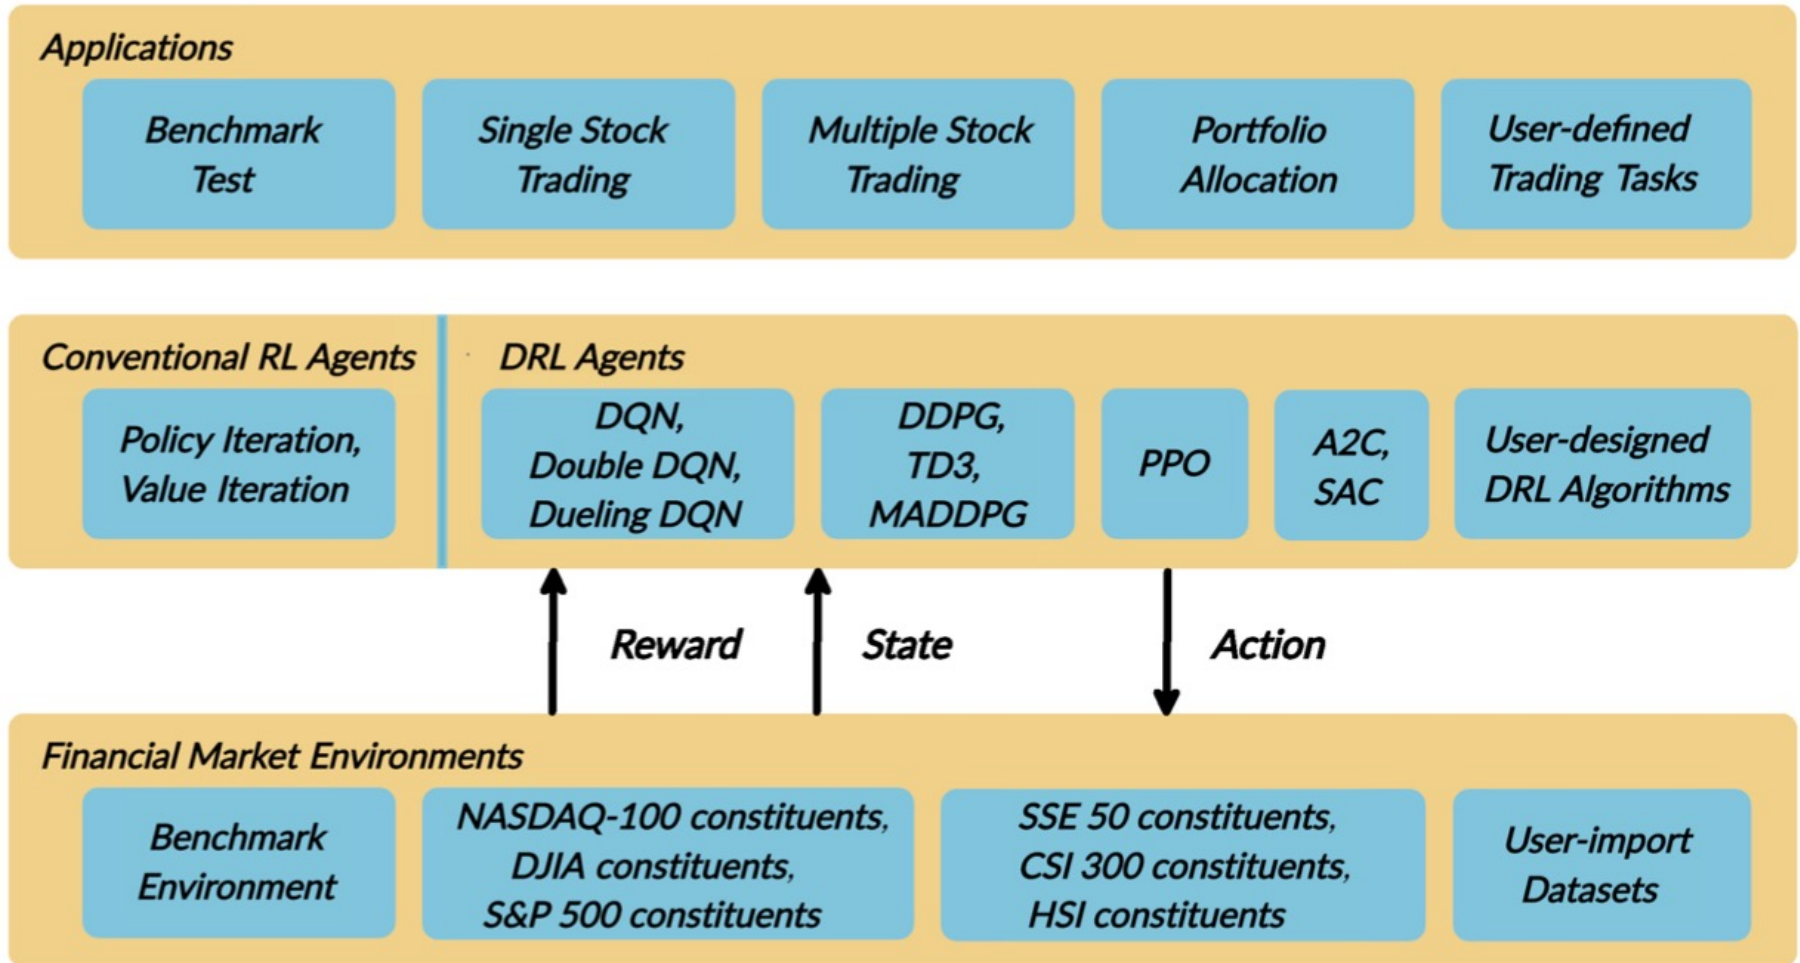 Applications
Benchmark
Test
Single Stock
Trading
Multiple Stock
Trading
Portfolio
Allocation
User-defined
Trading Tasks
Conventional RL Agents
Policy Iteration,
Value Iteration
DRL Agents
DQN,
Double DQN,
Dueling DQN
DDPG,
TD3,
MADDPG
PPO
A2C,
SAC
User-designed
DRL Algorithms
Reward
State
Action
Financial Market Environments
Benchmark
Environment
NASDAQ-100 constituents,
DJIA constituents,
S&P 500 constituents
SSE 50 constituents,
CSI 300 constituents,
HSI constituents
User-import
Datasets